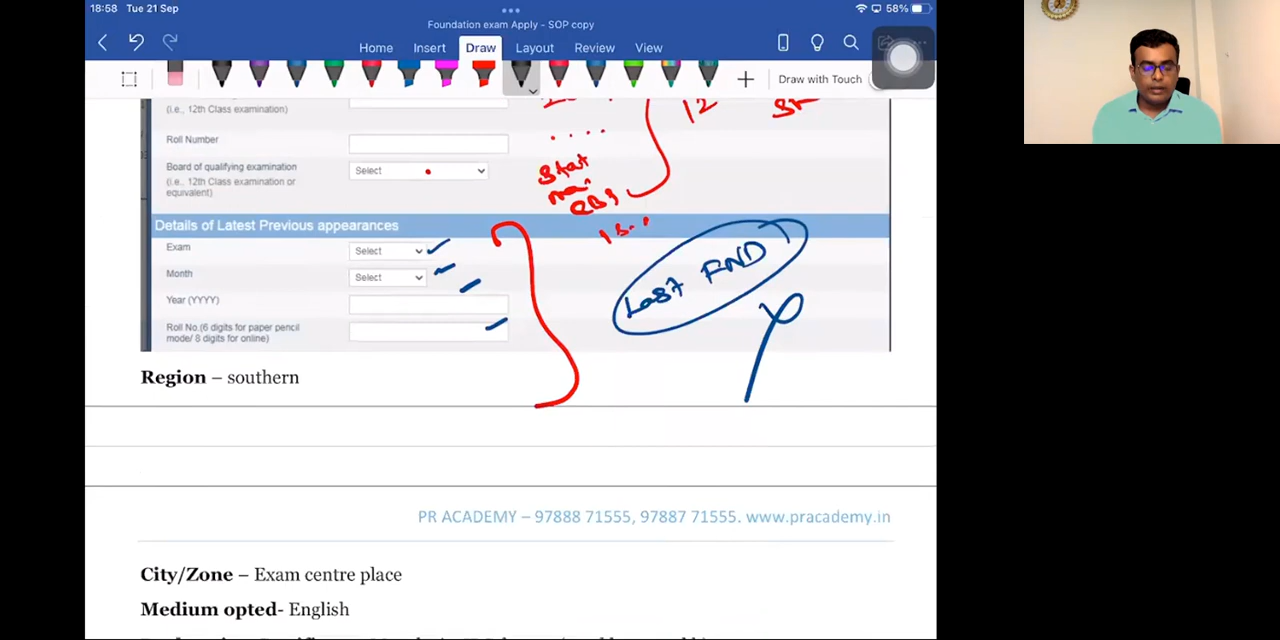 18:58 Tue 21 Sep
58%
Foundation exam Apply - SOP copy
Home Insert Draw Layout Review View
Draw with Touch
(i.e., 12th Class examination)
12
Roll Number
Board of qualifying examination
Select
(i.e., 12th Class examination or
equivalent)
Stat
Details of Latest Previous appearances
Exam
Select
Month
Select
Year (YYYY)
Roll No.(6 digits for paper pencil
mode/ 8 digits for online)
Last FND
Region – southern
PR ACADEMY – 97888 71555, 97887 71555. www.pracademy.in
City/Zone – Exam centre place
Medium opted- English